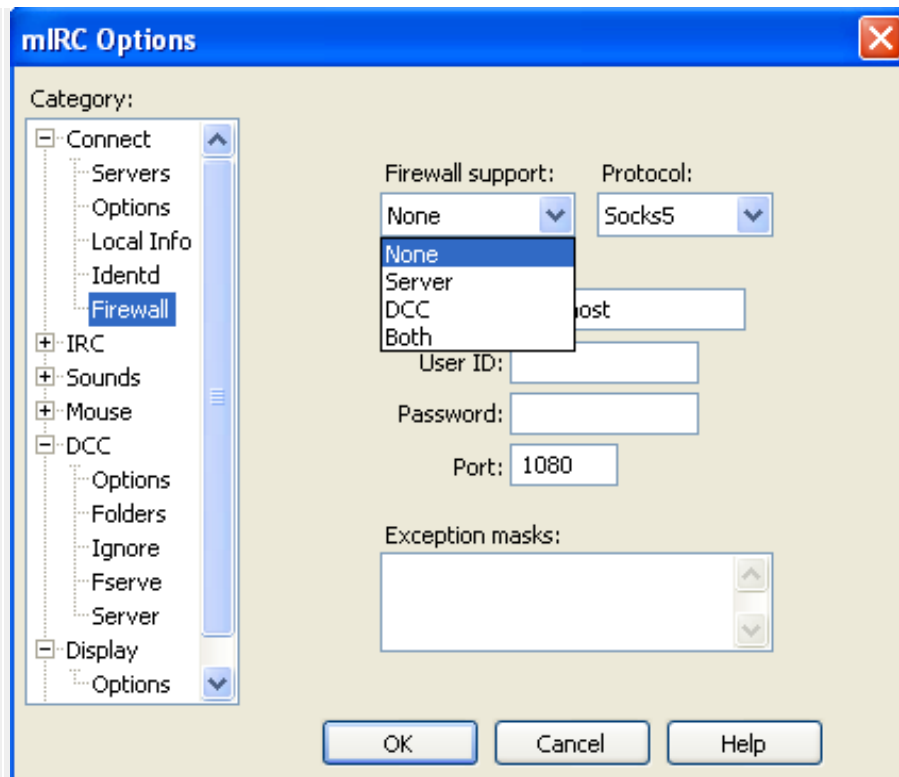 mIRC Options
Category:
Connect
Servers
Options
Local Info
Identd
Firewall
IRC
Sounds
Mouse
DCC
Options
Folders
Ignore
Fserve
Server
Display
Options
Firewall support: Protocol:
None Socks5
None
Server
DCC
Both
User ID:
Password:
Port: 1080
Exception masks:
OK Cancel Help